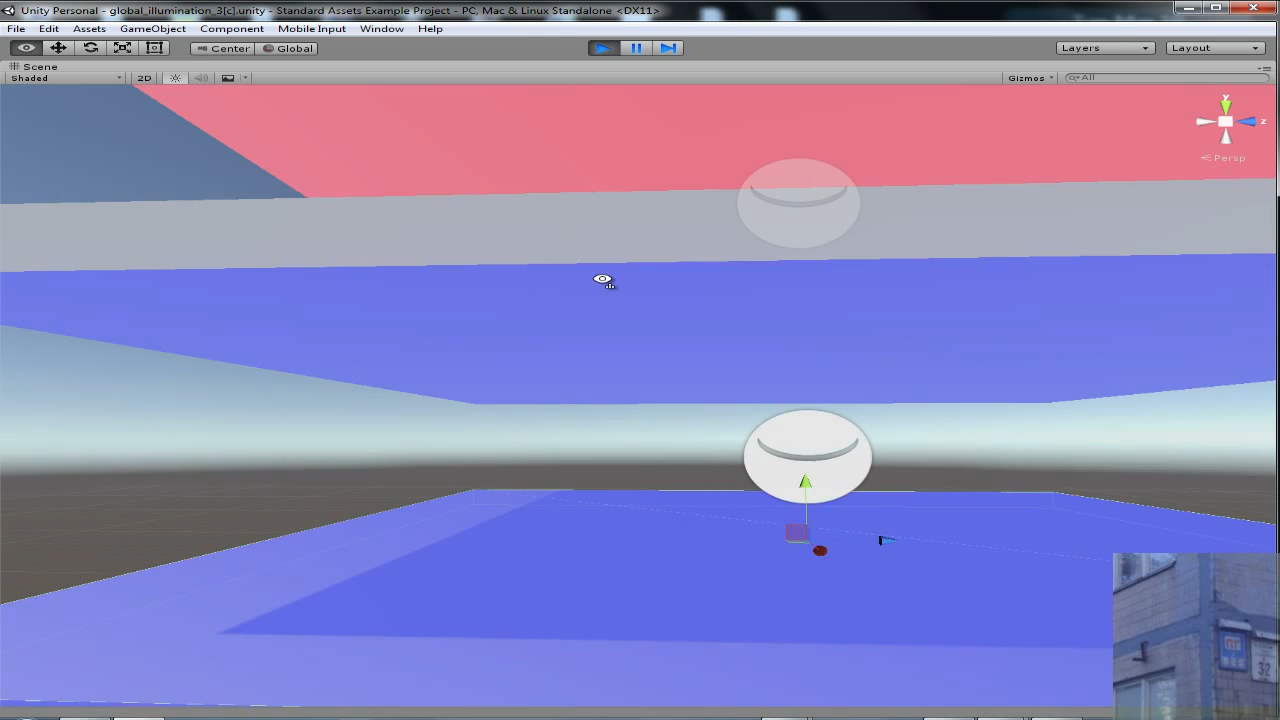 Unity Personal - global_illumination_3[c].unity - Standard Assets Example Project - PC, Mac & Linux Standalone <DX11>
File Edit Assets GameObject Component Mobile Input Window Help
Center Global Layers Layout
Scene
Shaded 2D Gizmos All
y
z
Persp
32